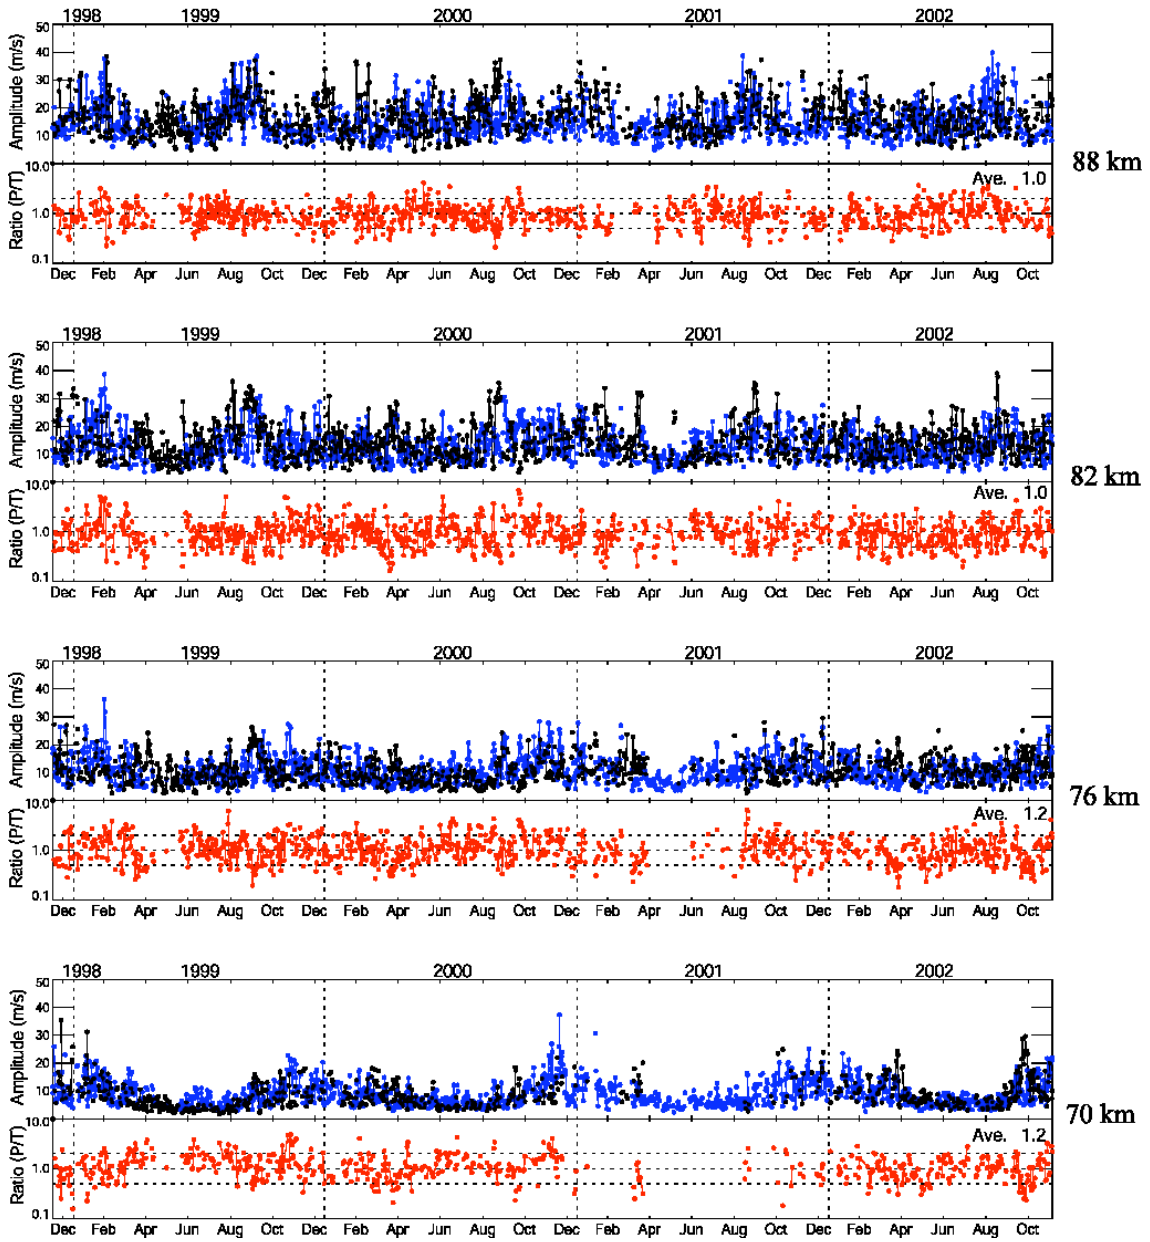 1998 1999 2000 2001 2002
50
40
30
20
10
Amplitude (m/s)
88 km
10.0
1.0
0.1
Ratio (P/T)
Ave. 1.0
Dec Feb Apr Jun Aug Oct Dec Feb Apr Jun Aug Oct Dec Feb Apr Jun Aug Oct Dec Feb Apr Jun Aug Oct
1998 1999 2000 2001 2002
50
40
30
20
10
Amplitude (m/s)
82 km
10.0
1.0
0.1
Ratio (P/T)
Ave. 1.0
Dec Feb Apr Jun Aug Oct Dec Feb Apr Jun Aug Oct Dec Feb Apr Jun Aug Oct Dec Feb Apr Jun Aug Oct
1998 1999 2000 2001 2002
50
40
30
20
10
Amplitude (m/s)
76 km
10.0
1.0
0.1
Ratio (P/T)
Ave. 1.2
Dec Feb Apr Jun Aug Oct Dec Feb Apr Jun Aug Oct Dec Feb Apr Jun Aug Oct Dec Feb Apr Jun Aug Oct
1998 1999 2000 2001 2002
50
40
30
20
10
Amplitude (m/s)
70 km
10.0
1.0
0.1
Ratio (P/T)
Ave. 1.2
Dec Feb Apr Jun Aug Oct Dec Feb Apr Jun Aug Oct Dec Feb Apr Jun Aug Oct Dec Feb Apr Jun Aug Oct